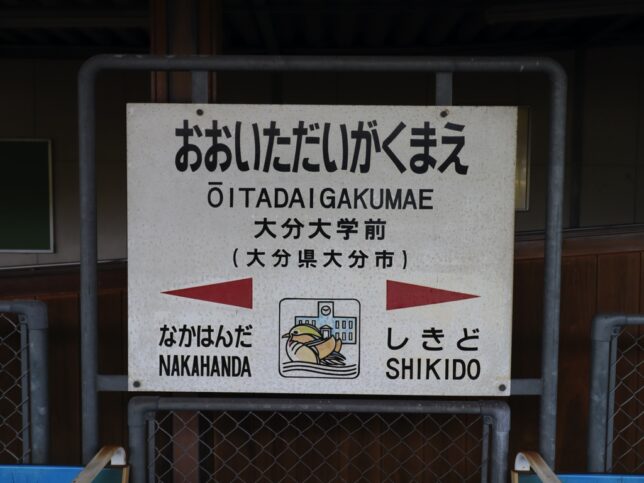 おおいただいがくまえ
ŌITADAIGAKUMAE
大分大学前
(大分県大分市)
なかはんだ しきど
NAKAHANDA SHIKIDO